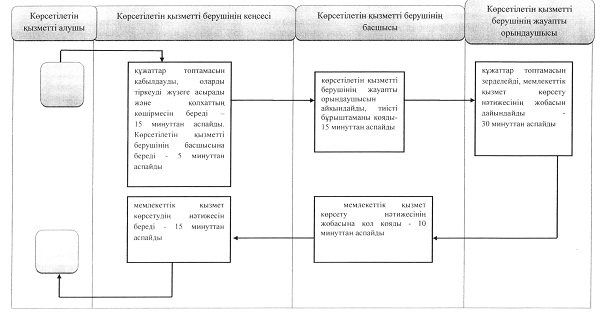 Көрсетілетін
қызметті алушы
Көрсетілетін қызметті берушінің кеңсесі
Көрсетілетін қызметті берушінің
басшысы
Көрсетілетін қызметті
берушінің жауапты
орындаушысы
құжаттар топтамасын
қабылдауды, оларды
тіркеуді жүзеге асырады
және қолхаттың
көшірмесін береді –
15 минуттан аспайды.
Көрсетілетін қызметті
берушінің басшысына
береді - 5 минуттан
аспайды
көрсетілетін қызметті
берушінің жауапты
орындаушысын
айқындайды, тиісті
бұрыштаманы қояды-
15 минуттан аспайды
құжаттар топтамасын
зерделейді, мемлекеттік
қызмет көрсету
нәтижесінің жобасын
дайындайды -
30 минуттан аспайды
мемлекеттік қызмет
көрсетудің нәтижесін
береді - 15 минуттан
аспайды
мемлекеттік қызмет
көрсету нәтижесінің
жобасына қол қояды - 10
минуттан аспайды